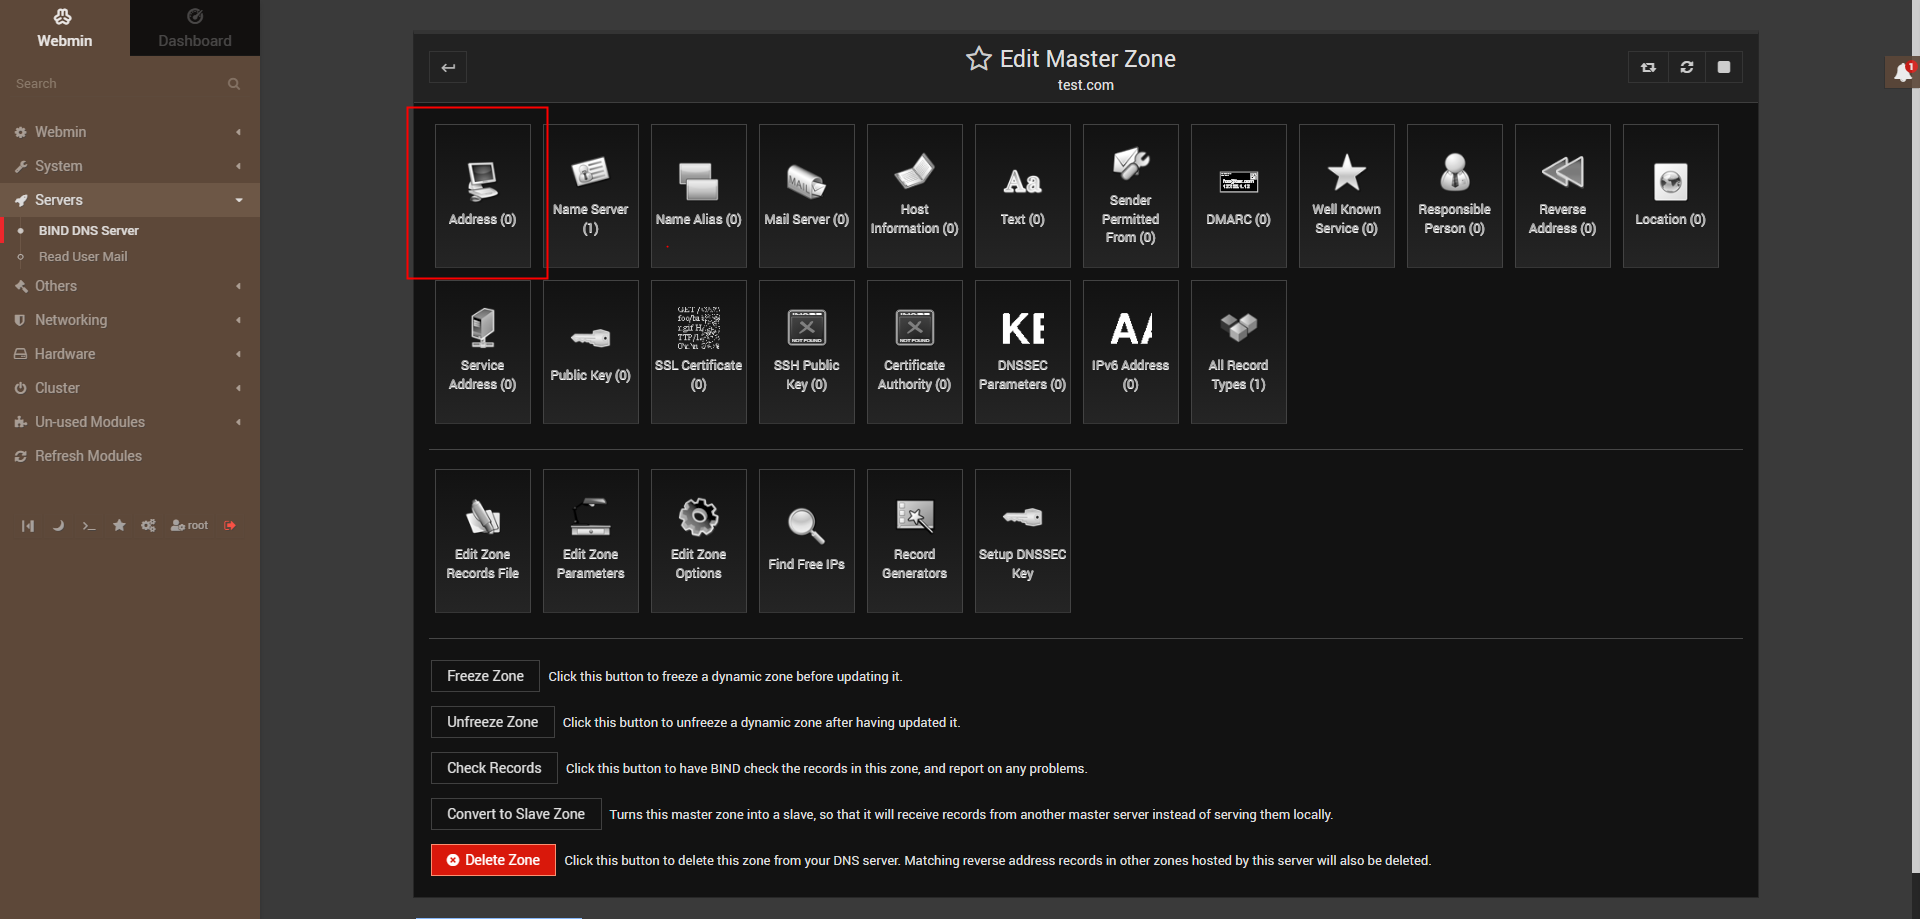 Webmin
Dashboard
Search
Webmin
System
Servers
BIND DNS Server
Read User Mail
Others
Networking
Hardware
Cluster
Un-used Modules
Refresh Modules
root
Edit Master Zone
test.com
1
Address (0)
Name Server
(1)
Name Alias (0)
MAIL
Mail Server (0)
Host
Information (0)
Aa
Text (0)
Sender
Permitted
From (0)
DMARC (0)
Well Known
Service (0)
Responsible
Person (0)
Reverse
Address (0)
Location (0)
Service
Address (0)
Public Key (0)
SSL Certificate
(0)
NOT FOUND
SSH Public
Key (0)
NOT FOUND
Certificate
Authority (0)
KE
DNSSEC
Parameters (0)
AA
IPv6 Address
(0)
All Record
Types (1)
Edit Zone
Records File
Edit Zone
Parameters
Edit Zone
Options
Find Free IPs
Record
Generators
Setup DNSSEC
Key
Freeze Zone Click this button to freeze a dynamic zone before updating it.
Unfreeze Zone Click this button to unfreeze a dynamic zone after having updated it.
Check Records Click this button to have BIND check the records in this zone, and report on any problems.
Convert to Slave Zone Turns this master zone into a slave, so that it will receive records from another master server instead of serving them locally.
Delete Zone Click this button to delete this zone from your DNS server. Matching reverse address records in other zones hosted by this server will also be deleted.